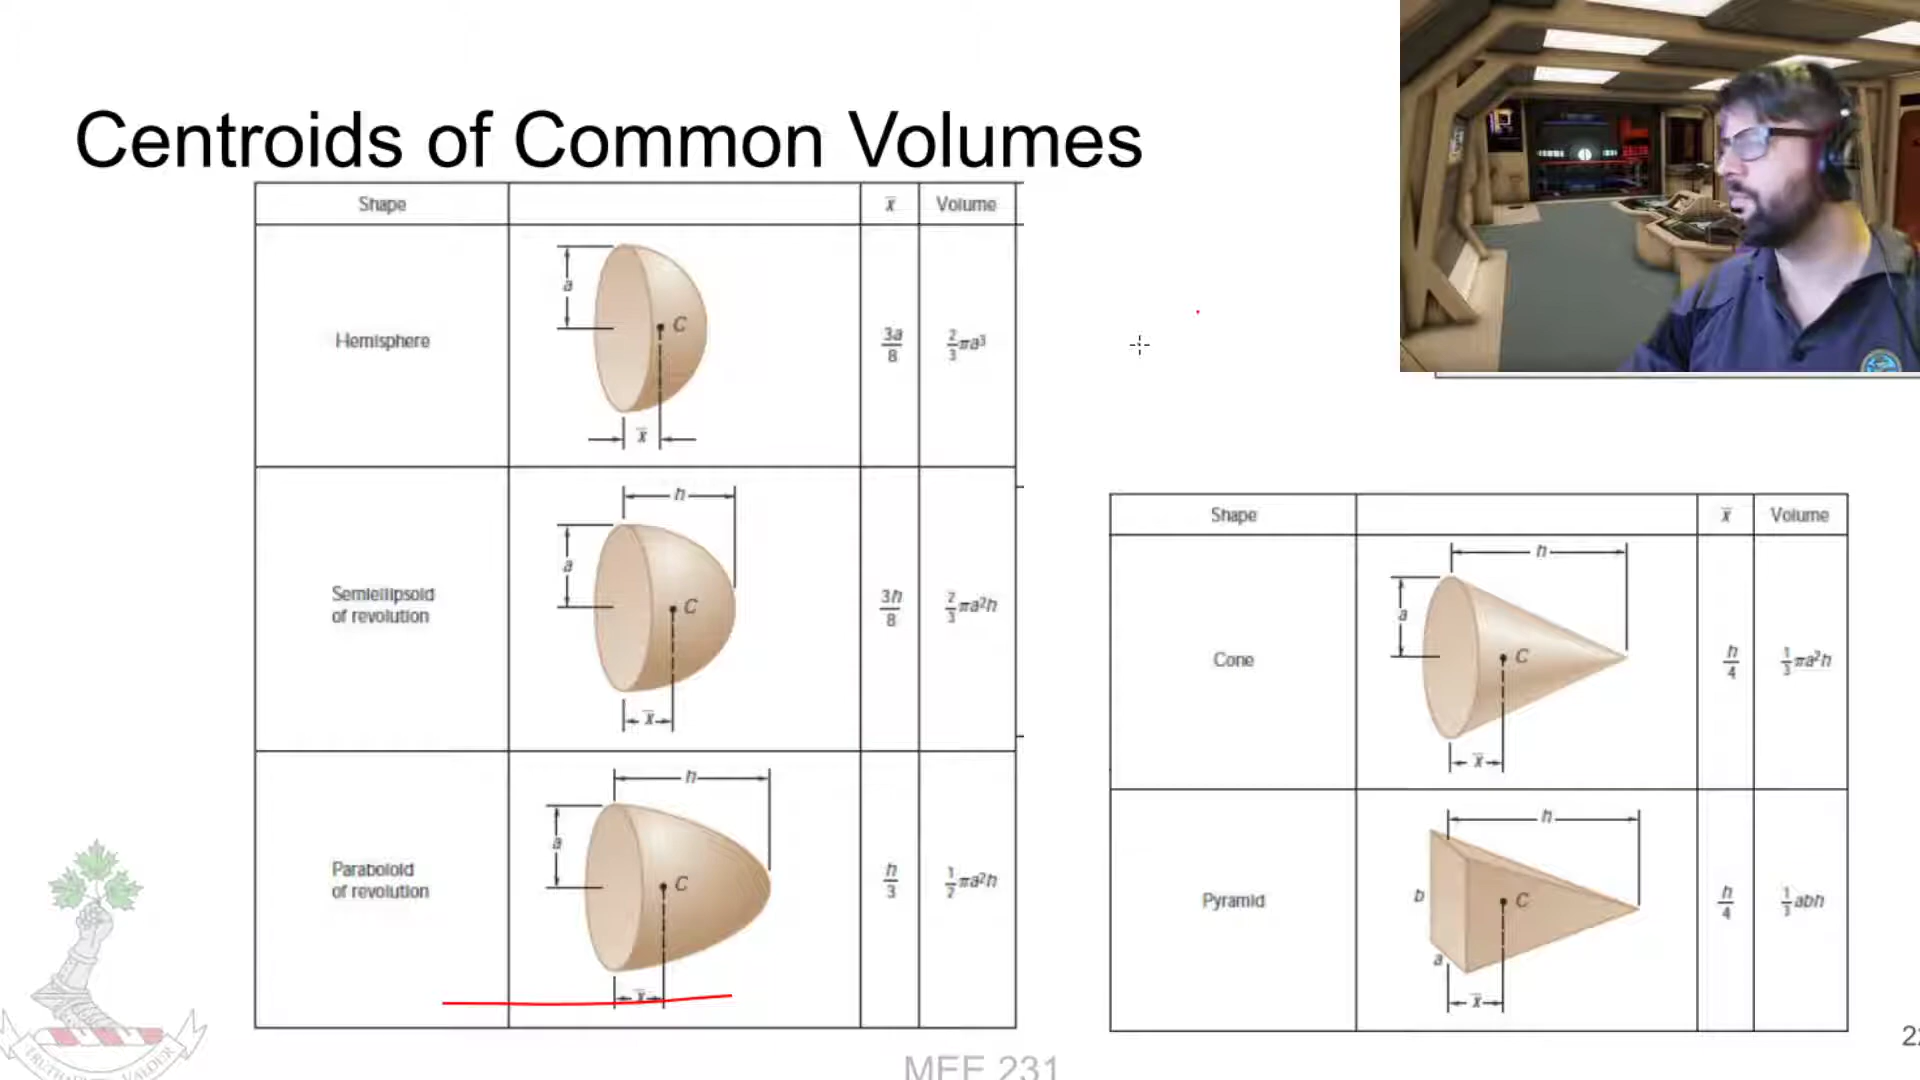 Centroids of Common Volumes
Shape x̄ Volume
Hemisphere a C x̄ 3a/8 2/3 πa³
Semiellipsoid of revolution h a C x̄ 3h/8 2/3 πa²h
Paraboloid of revolution h a C x̄ h/3 1/2 πa²h
Shape x̄ Volume
Cone h a C x̄ h/4 1/3 πa²h
Pyramid h b a C x̄ h/4 1/3 abh
MEE 231